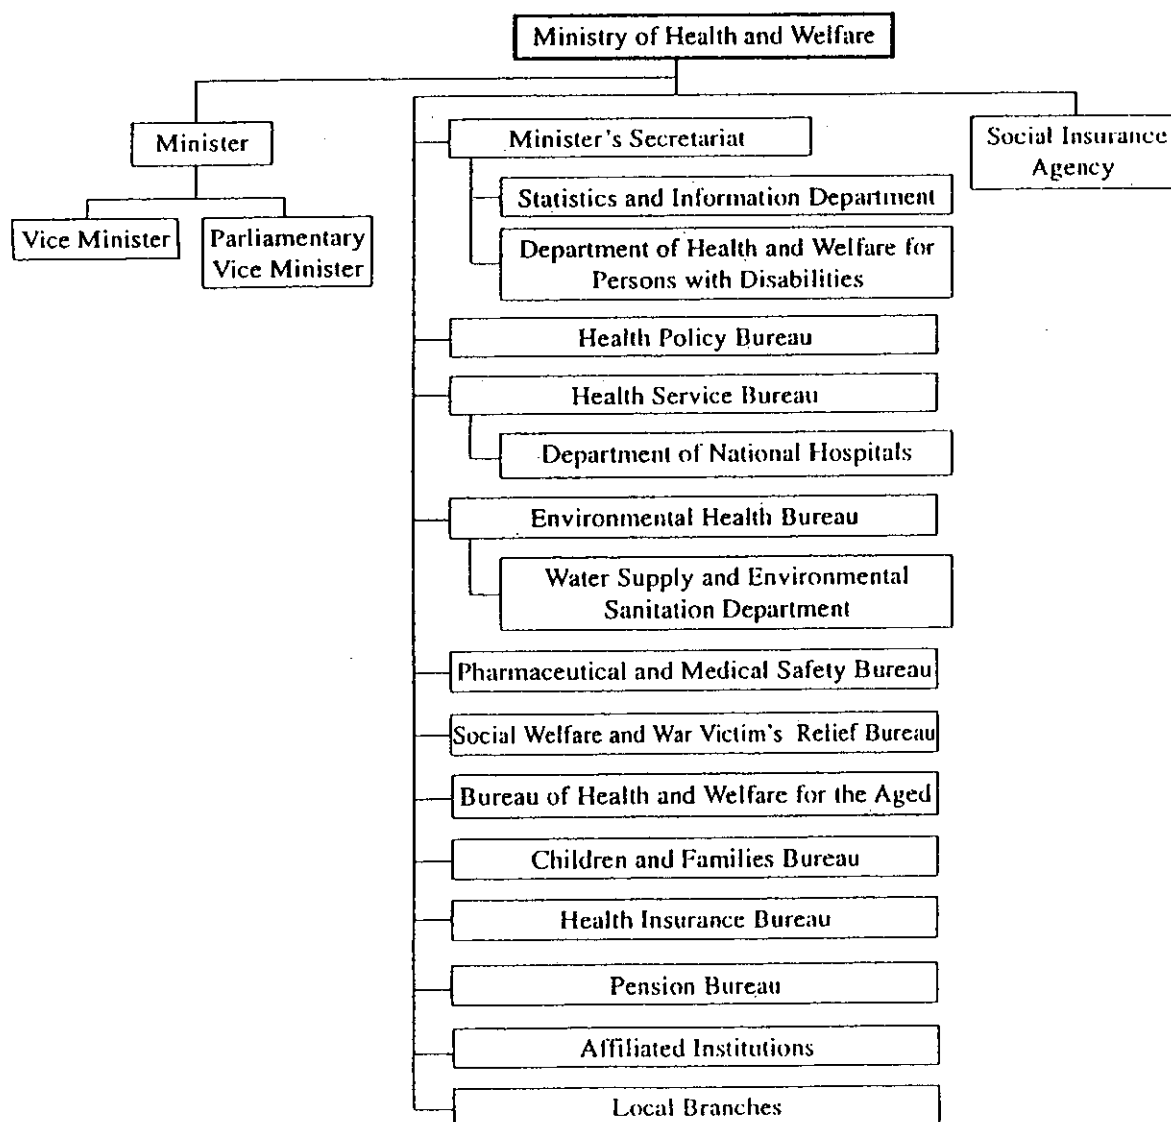 Ministry of Health and Welfare
Minister
Vice Minister
Parliamentary
Vice Minister
Minister's Secretariat
Statistics and Information Department
Department of Health and Welfare for
Persons with Disabilities
Health Policy Bureau
Health Service Bureau
Department of National Hospitals
Environmental Health Bureau
Water Supply and Environmental
Sanitation Department
Pharmaceutical and Medical Safety Bureau
Social Welfare and War Victim's Relief Bureau
Bureau of Health and Welfare for the Aged
Children and Families Bureau
Health Insurance Bureau
Pension Bureau
Affiliated Institutions
Local Branches
Social Insurance
Agency